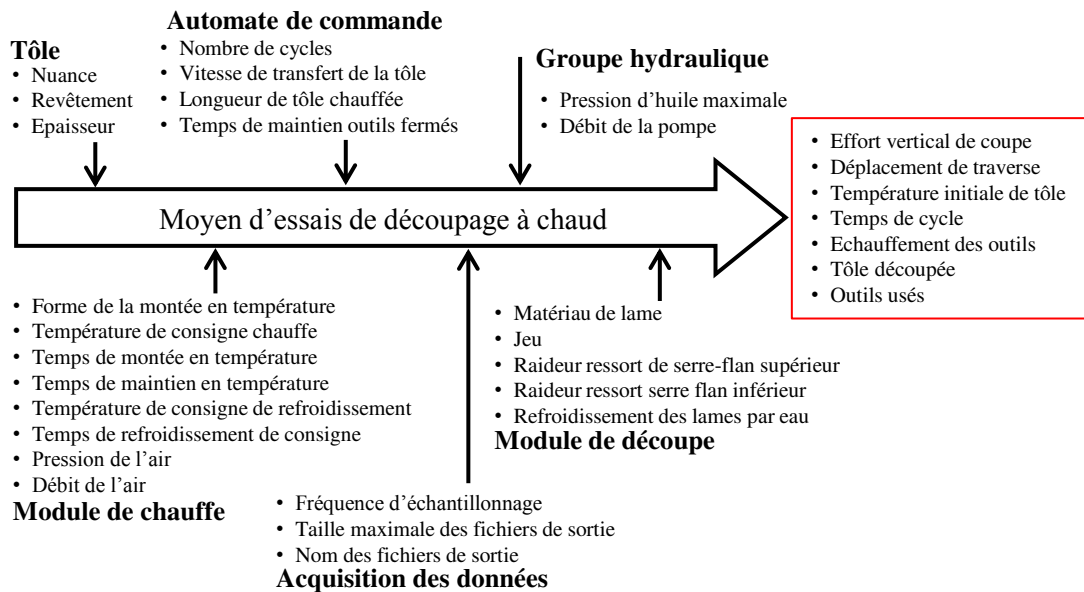 Automate de commande
• Nombre de cycles
• Vitesse de transfert de la tôle
• Longueur de tôle chauffée
• Temps de maintien outils fermés
Tôle
• Nuance
• Revêtement
• Epaisseur
Groupe hydraulique
• Pression d'huile maximale
• Débit de la pompe
Moyen d'essais de découpage à chaud
• Effort vertical de coupe
• Déplacement de traverse
• Température initiale de tôle
• Temps de cycle
• Echauffement des outils
• Tôle découpée
• Outils usés
• Forme de la montée en température
• Température de consigne chauffe
• Temps de montée en température
• Temps de maintien en température
• Température de consigne de refroidissement
• Temps de refroidissement de consigne
• Pression de l'air
• Débit de l'air
Module de chauffe
• Matériau de lame
• Jeu
• Raideur ressort de serre-flan supérieur
• Raideur ressort serre flan inférieur
• Refroidissement des lames par eau
Module de découpe
• Fréquence d'échantillonnage
• Taille maximale des fichiers de sortie
• Nom des fichiers de sortie
Acquisition des données